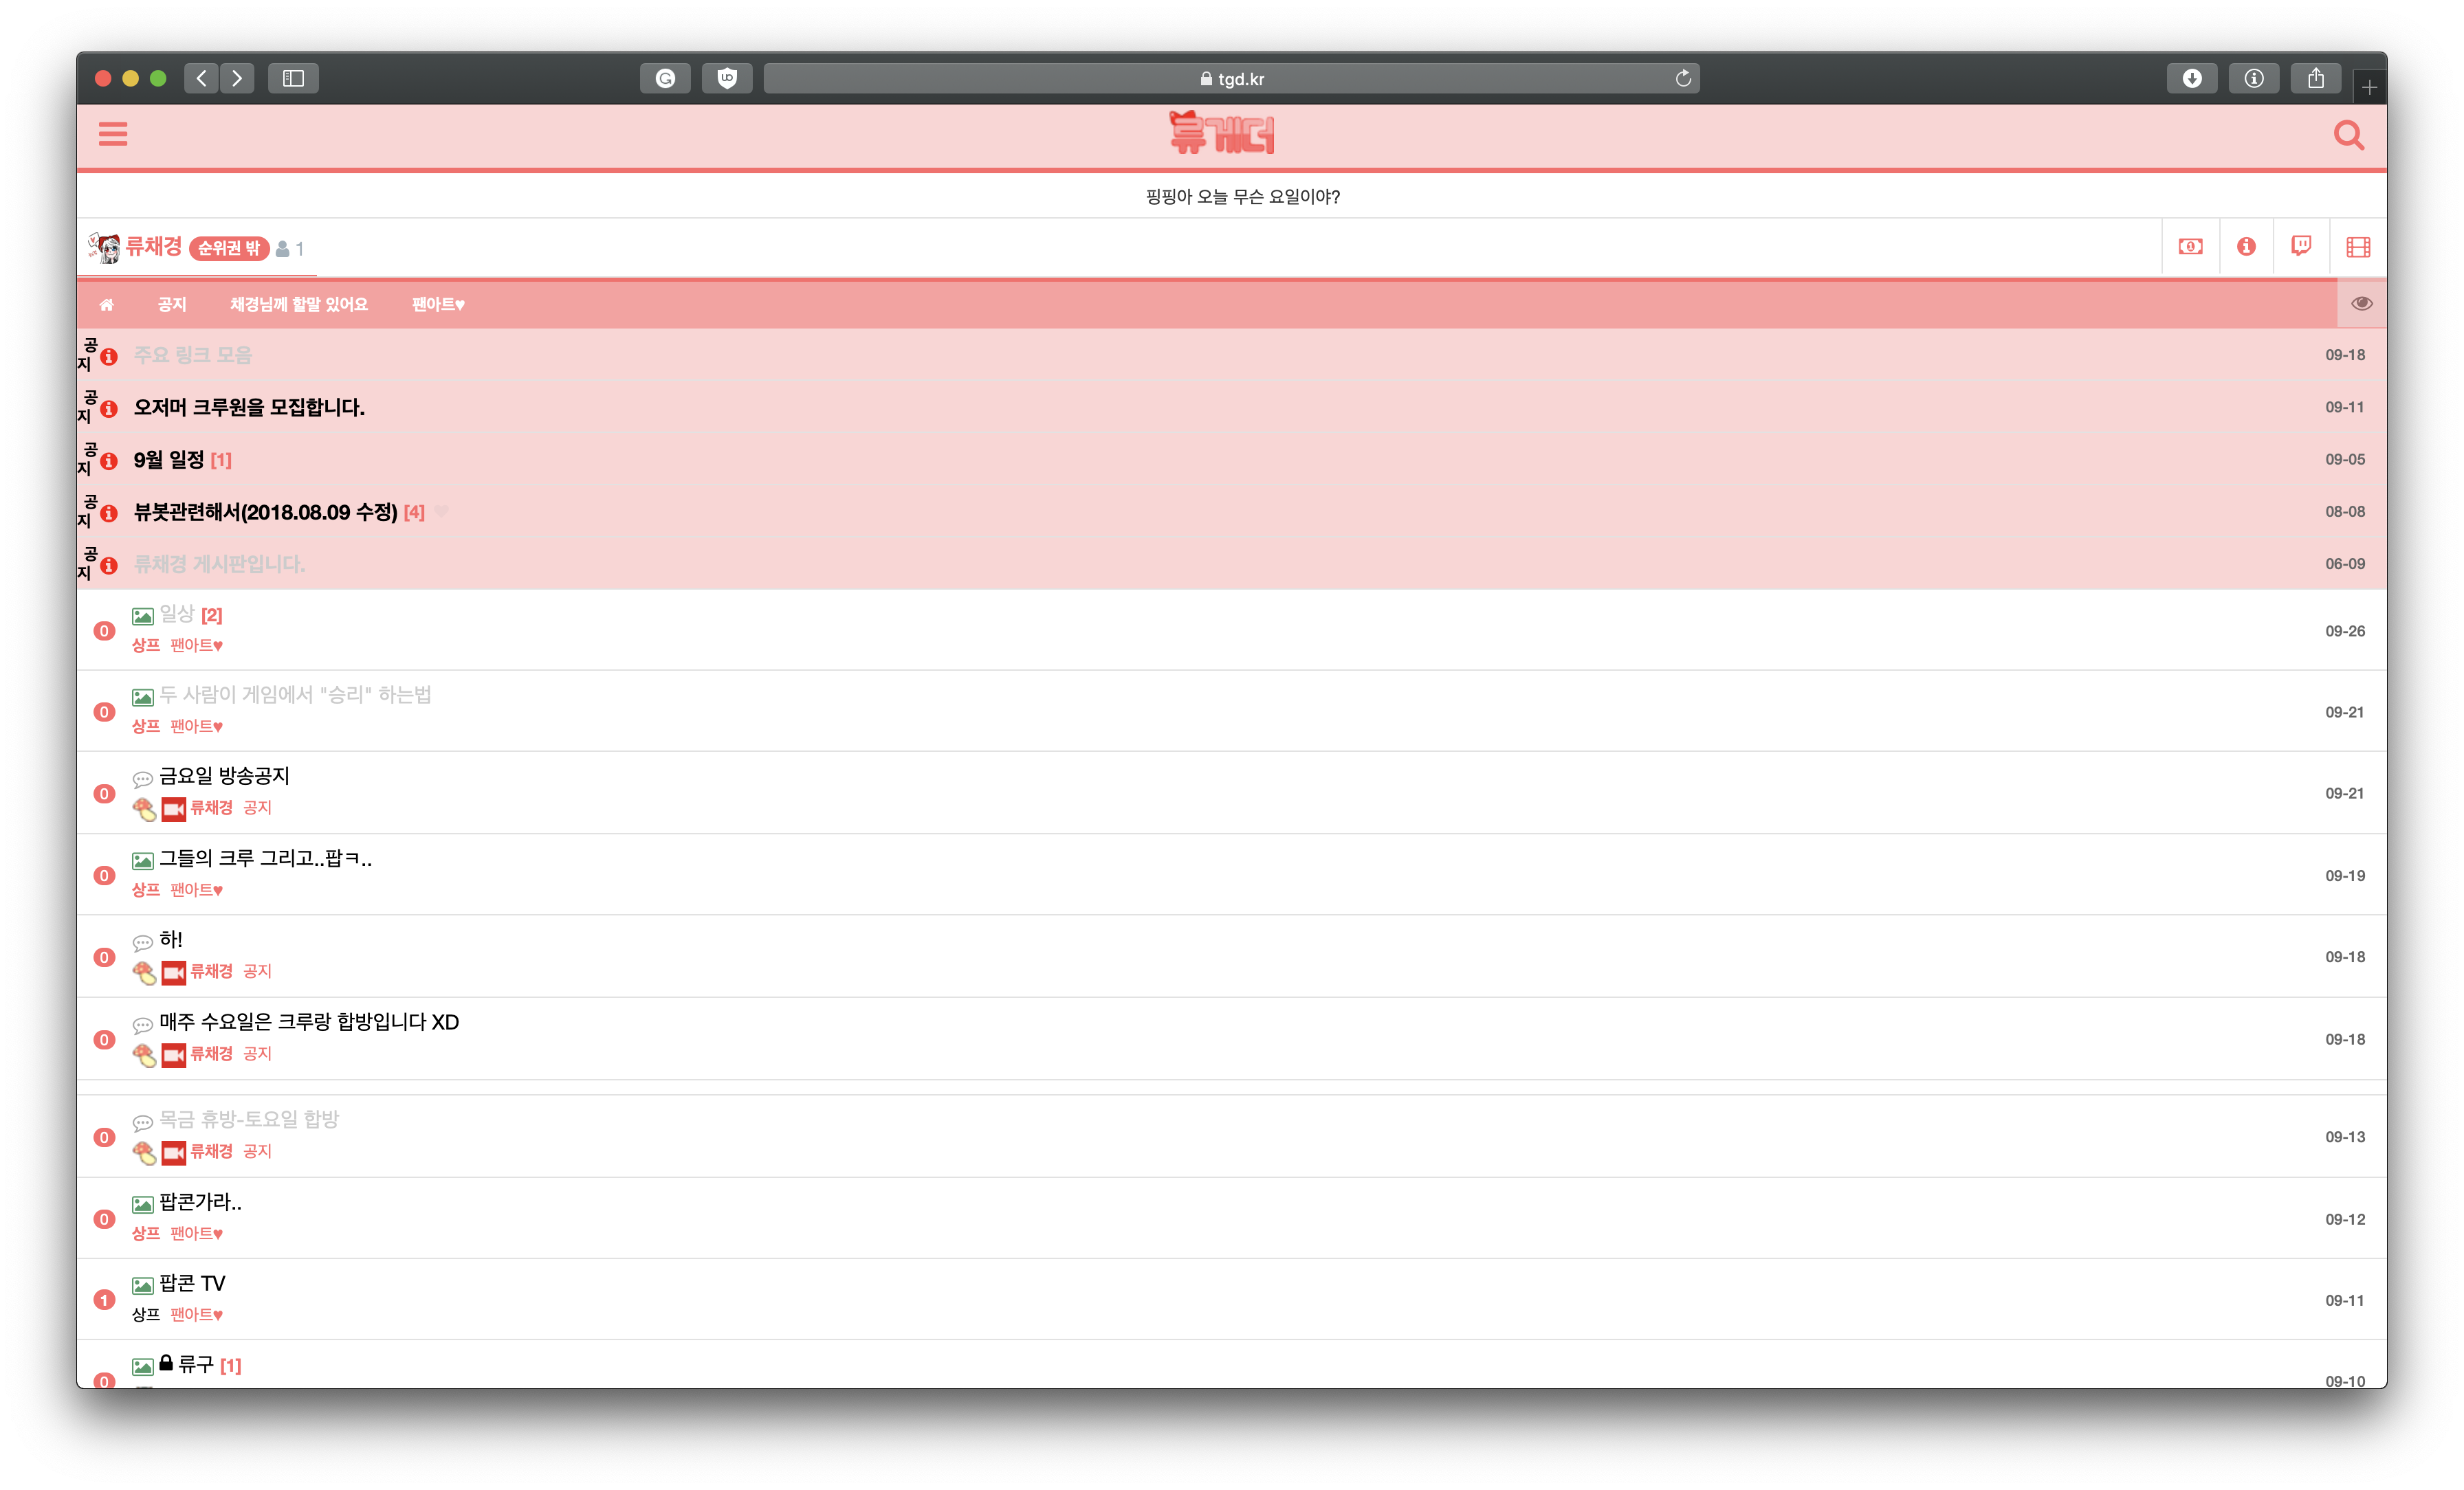 tgd.kr
류게더
핑핑아 오늘 무슨 요일이야?
류채경 순위권 밖 1
공지 채경님께 할말 있어요 팬아트♥
공지 주요 링크 모음 09-18
공지 오저머 크루원을 모집합니다. 09-11
공지 9월 일정 [1] 09-05
공지 뷰봇관련해서(2018.08.09 수정) [4] 08-08
공지 류채경 게시판입니다. 06-09
0 일상 [2] 09-26
상프 팬아트♥
0 두 사람이 게임에서 "승리" 하는법 09-21
상프 팬아트♥
0 금요일 방송공지 09-21
류채경 공지
0 그들의 크루 그리고..팝ㅋ.. 09-19
상프 팬아트♥
0 하! 09-18
류채경 공지
0 매주 수요일은 크루랑 합방입니다 XD 09-18
류채경 공지
0 목금 휴방-토요일 합방 09-13
류채경 공지
0 팝콘가라.. 09-12
상프 팬아트♥
1 팝콘 TV 09-11
상프 팬아트♥
0 류구 [1] 09-10